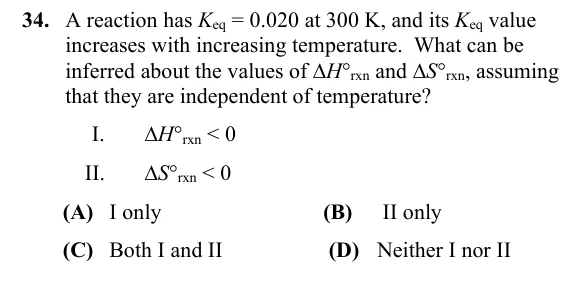 34. A reaction has Keq = 0.020 at 300 K, and its Keq value
increases with increasing temperature. What can be
inferred about the values of ΔH°rxn and ΔS°rxn, assuming
that they are independent of temperature?
I. ΔH°rxn < 0
II. ΔS°rxn < 0
(A) I only (B) II only
(C) Both I and II (D) Neither I nor II